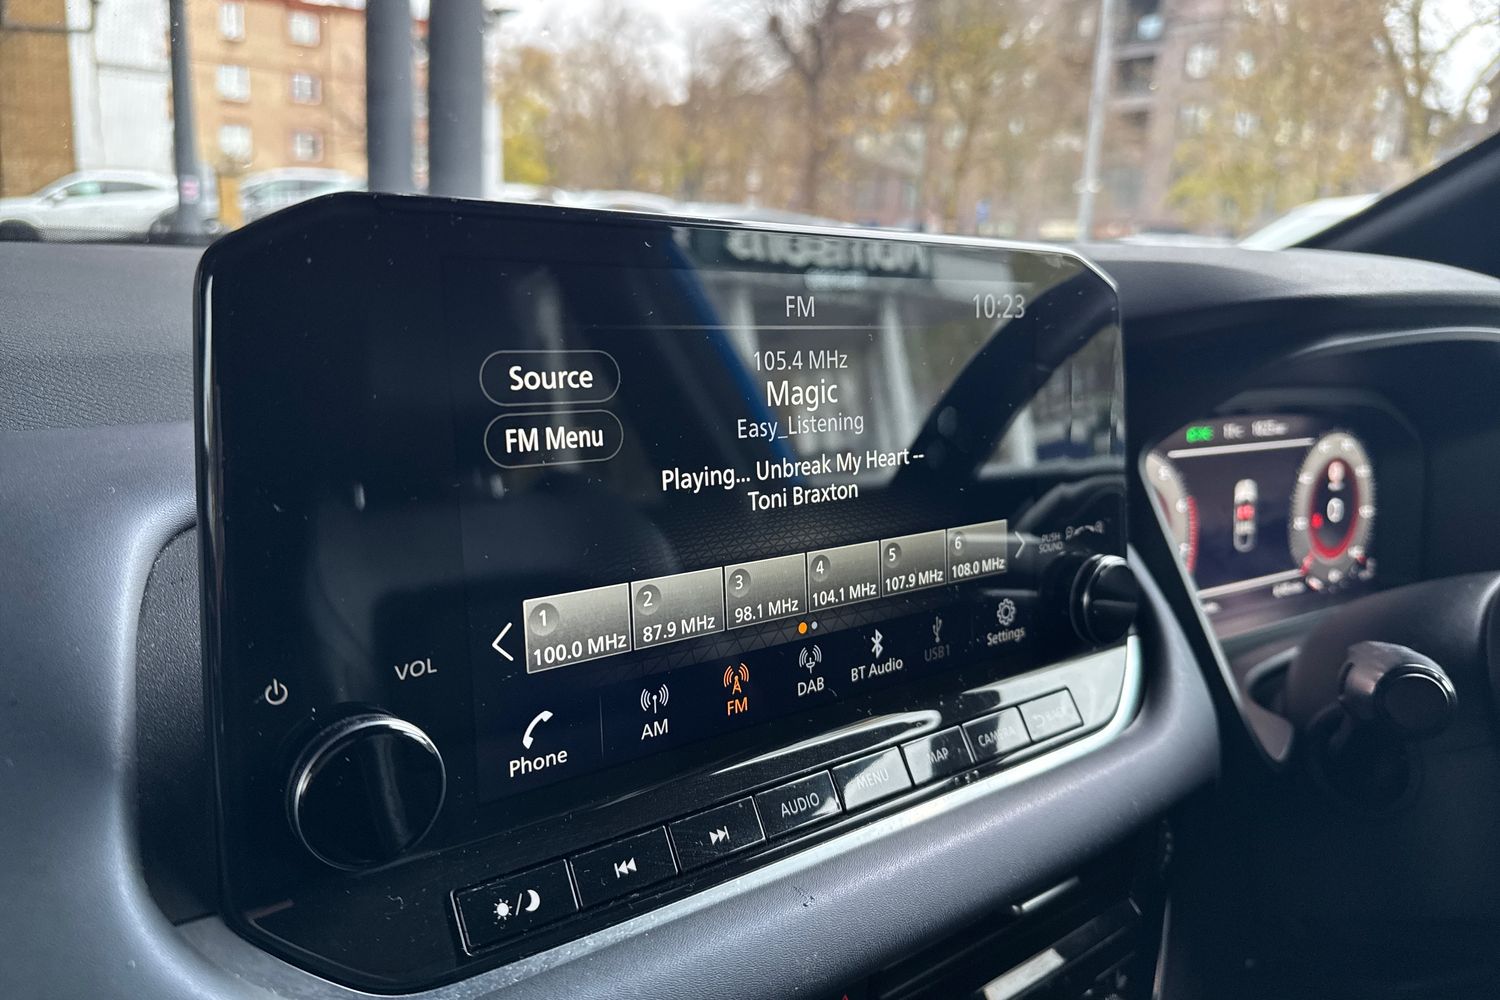 FM
10:23
105.4 MHz
Magic
Easy_Listening
Source
FM Menu
Playing... Unbreak My Heart --
Toni Braxton
1
100.0 MHz
2
87.9 MHz
3
98.1 MHz
4
104.1 MHz
5
107.9 MHz
6
108.0 MHz
PUSH
SOUND
VOL
Phone
AM
FM
DAB
BT Audio
USB1
Settings
AUDIO
MENU
MAP
CAMERA
BACK